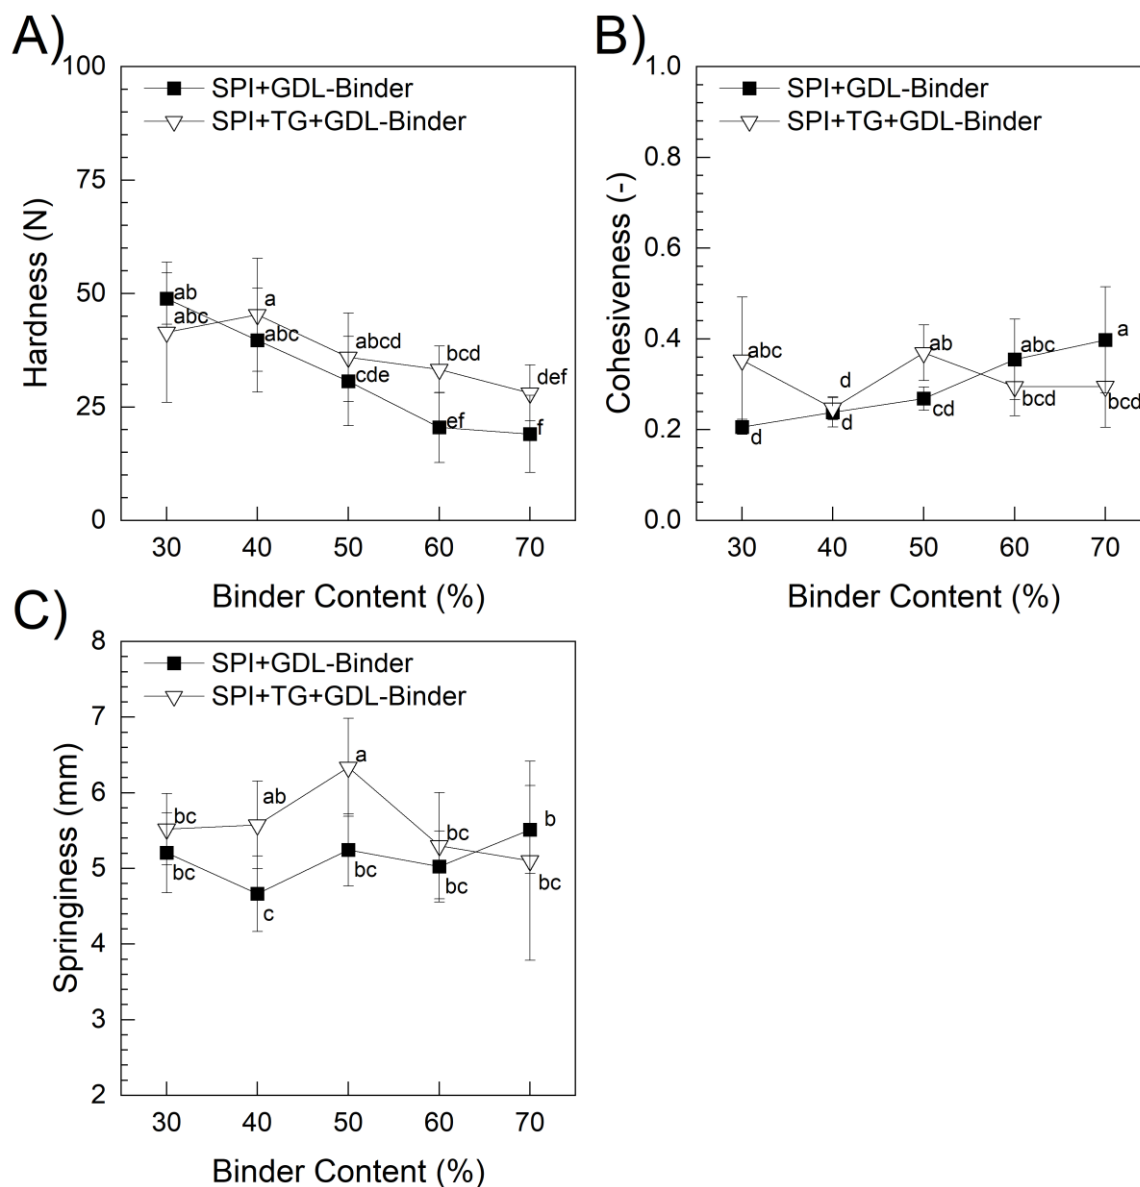 A)
100
75
50
25
0
Hardness (N)
SPI+GDL-Binder
SPI+TG+GDL-Binder
ab
abc
a
abc
abcd
cde
bcd
ef
def
f
30 40 50 60 70
Binder Content (%)
B)
1.0
0.8
0.6
0.4
0.2
0.0
Cohesiveness (-)
SPI+GDL-Binder
SPI+TG+GDL-Binder
abc
d
d
d
ab
cd
abc
bcd
a
bcd
30 40 50 60 70
Binder Content (%)
C)
8
7
6
5
4
3
2
Springiness (mm)
SPI+GDL-Binder
SPI+TG+GDL-Binder
bc
bc
ab
c
a
bc
bc
bc
b
bc
30 40 50 60 70
Binder Content (%)